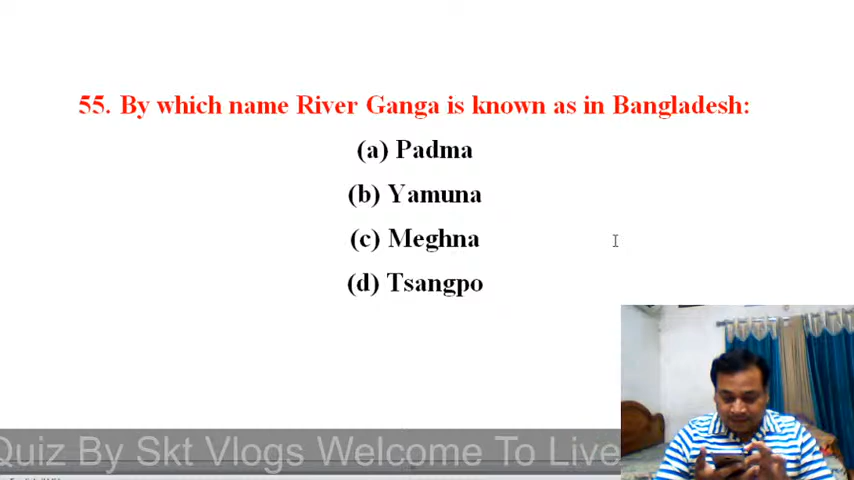 55. By which name River Ganga is known as in Bangladesh:
(a) Padma
(b) Yamuna
(c) Meghna
(d) Tsangpo
Quiz By Skt Vlogs Welcome To Live